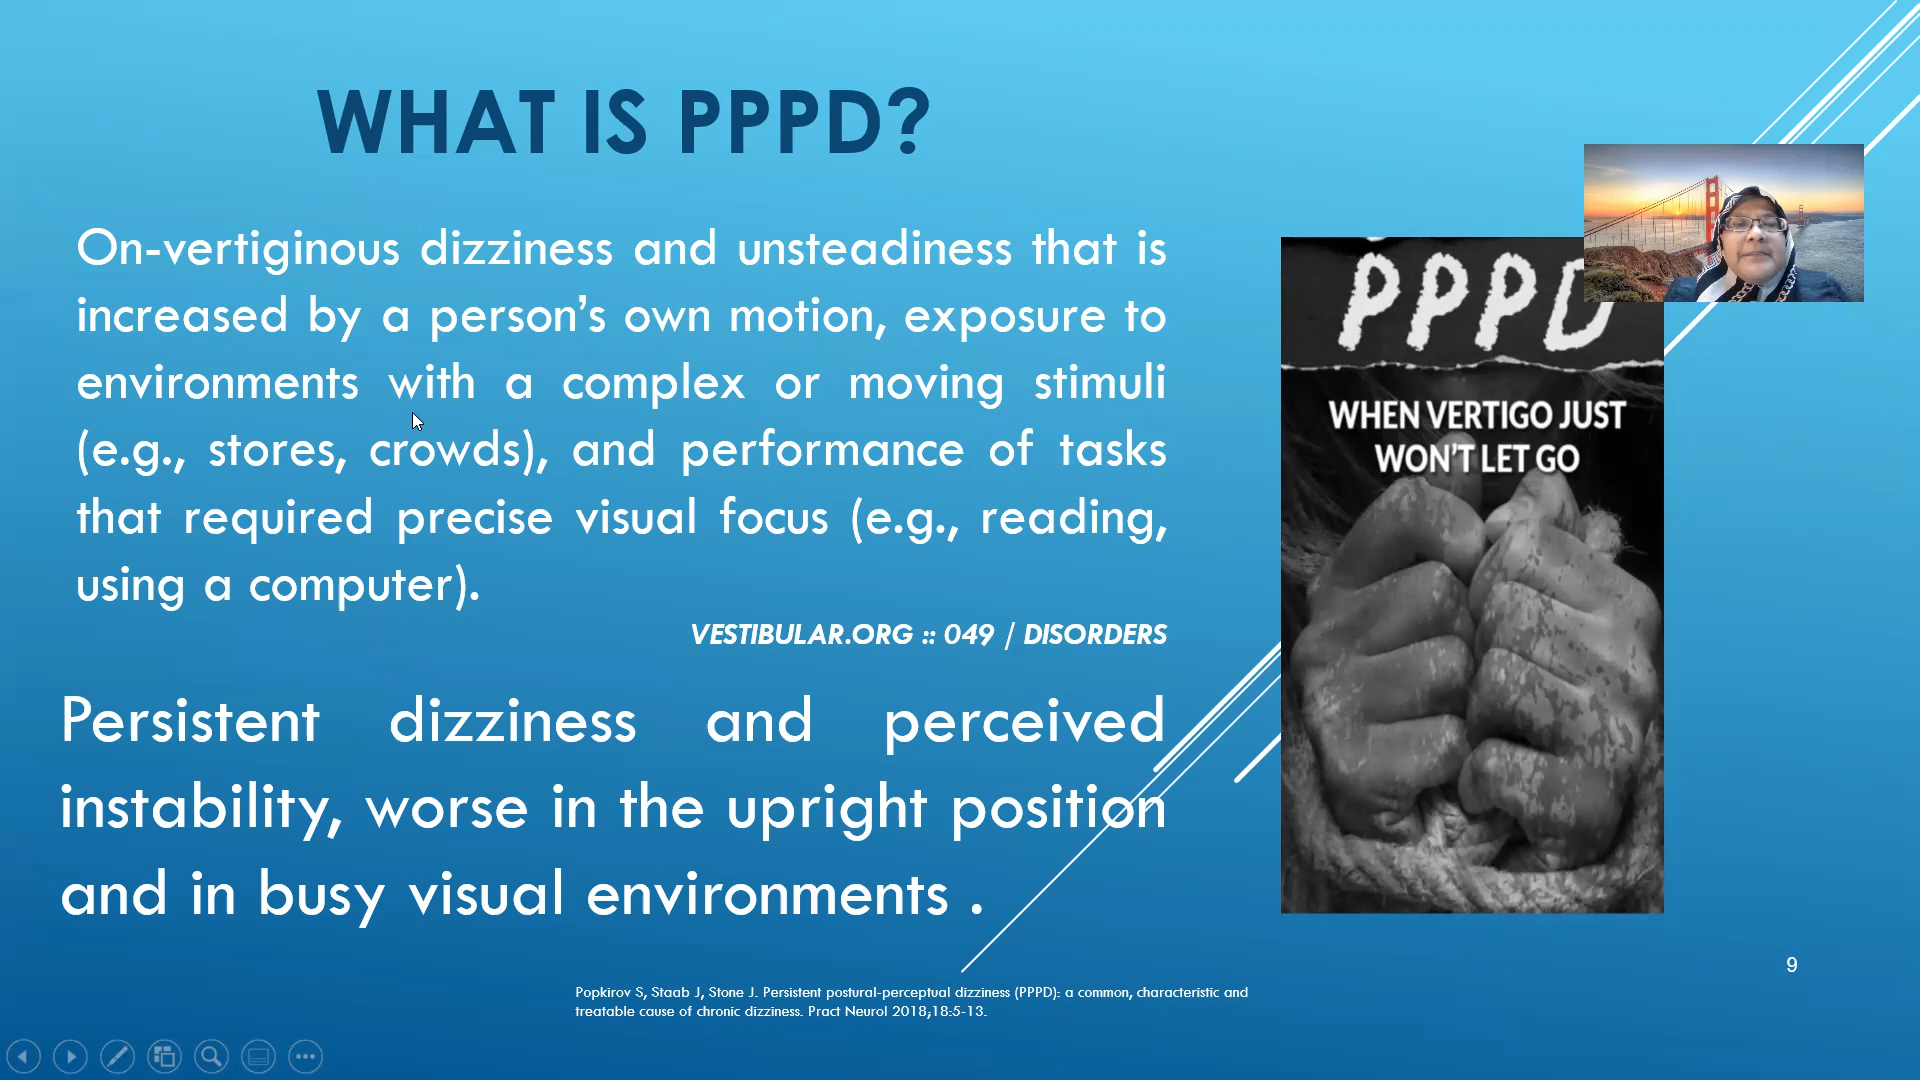 WHAT IS PPPD?
On-vertiginous dizziness and unsteadiness that is
increased by a person’s own motion, exposure to
environments with a complex or moving stimuli
(e.g., stores, crowds), and performance of tasks
that required precise visual focus (e.g., reading,
using a computer).
VESTIBULAR.ORG :: 049 / DISORDERS
Persistent dizziness and perceived
instability, worse in the upright position
and in busy visual environments .
Popkirov S, Staab J, Stone J. Persistent postural-perceptual dizziness (PPPD): a common, characteristic and
treatable cause of chronic dizziness. Pract Neurol 2018;18:5-13.
PPPD
WHEN VERTIGO JUST
WON’T LET GO
9